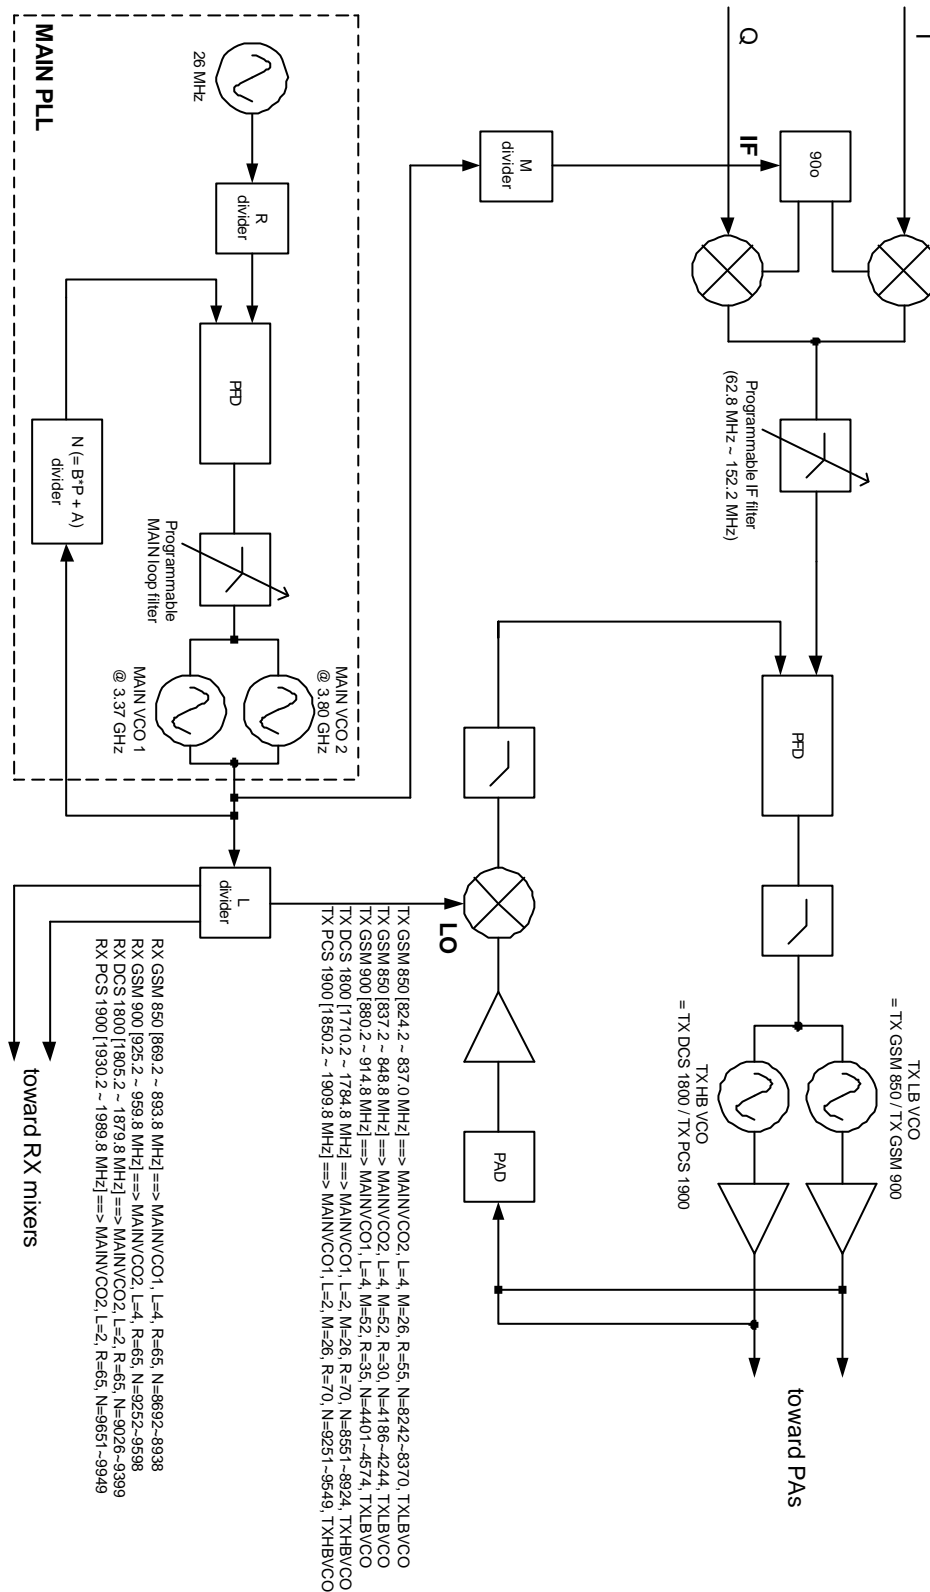 I
Q
90o
IF
M
divider
Programmable IF filter
(62.8 MHz ~ 152.2 MHz)
PFD
TX LB VCO
= TX GSM 850 / TX GSM 900
TX HB VCO
= TX DCS 1800 / TX PCS 1900
toward PAs
PAD
LO
MAIN PLL
26 MHz
R
divider
PFD
N (= B*P + A)
divider
Programmable
MAIN loop filter
MAIN VCO 2
@ 3.80 GHz
MAIN VCO 1
@ 3.37 GHz
L
divider
TX GSM 850 [824.2 ~ 837.0 MHz] ==> MAINVCO2, L=4, M=26, R=55, N=8242~8370, TXLBVCO
TX GSM 850 [837.2 ~ 848.8 MHz] ==> MAINVCO2, L=4, M=52, R=30, N=4186~4244, TXLBVCO
TX GSM 900 [880.2 ~ 914.8 MHz] ==> MAINVCO1, L=4, M=52, R=35, N=4401~4574, TXLBVCO
TX DCS 1800 [1710.2 ~ 1784.8 MHz] ==> MAINVCO1, L=2, M=26, R=70, N=8551~8924, TXHBVCO
TX PCS 1900 [1850.2 ~ 1909.8 MHz] ==> MAINVCO1, L=2, M=26, R=70, N=9251~9549, TXHBVCO
RX GSM 850 [869.2 ~ 893.8 MHz] ==> MAINVCO1, L=4, R=65, N=8692~8938
RX GSM 900 [925.2 ~ 959.8 MHz] ==> MAINVCO2, L=4, R=65, N=9252~9598
RX DCS 1800 [1805.2 ~ 1879.8 MHz] ==> MAINVCO2, L=2, R=65, N=9026~9399
RX PCS 1900 [1930.2 ~ 1989.8 MHz] ==> MAINVCO2, L=2, R=65, N=9651~9949
toward RX mixers